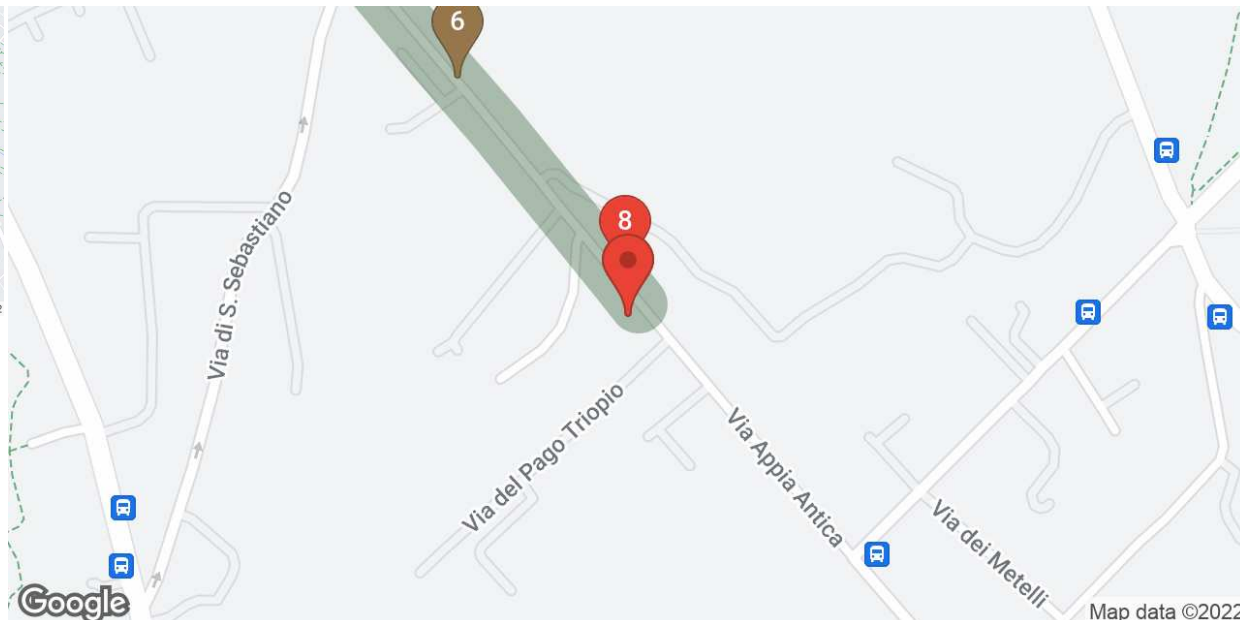 6
8
Via di S. Sebastiano
Via del Pago Triopio
Via Appia Antica
Via dei Metelli
Google
Map data ©2022